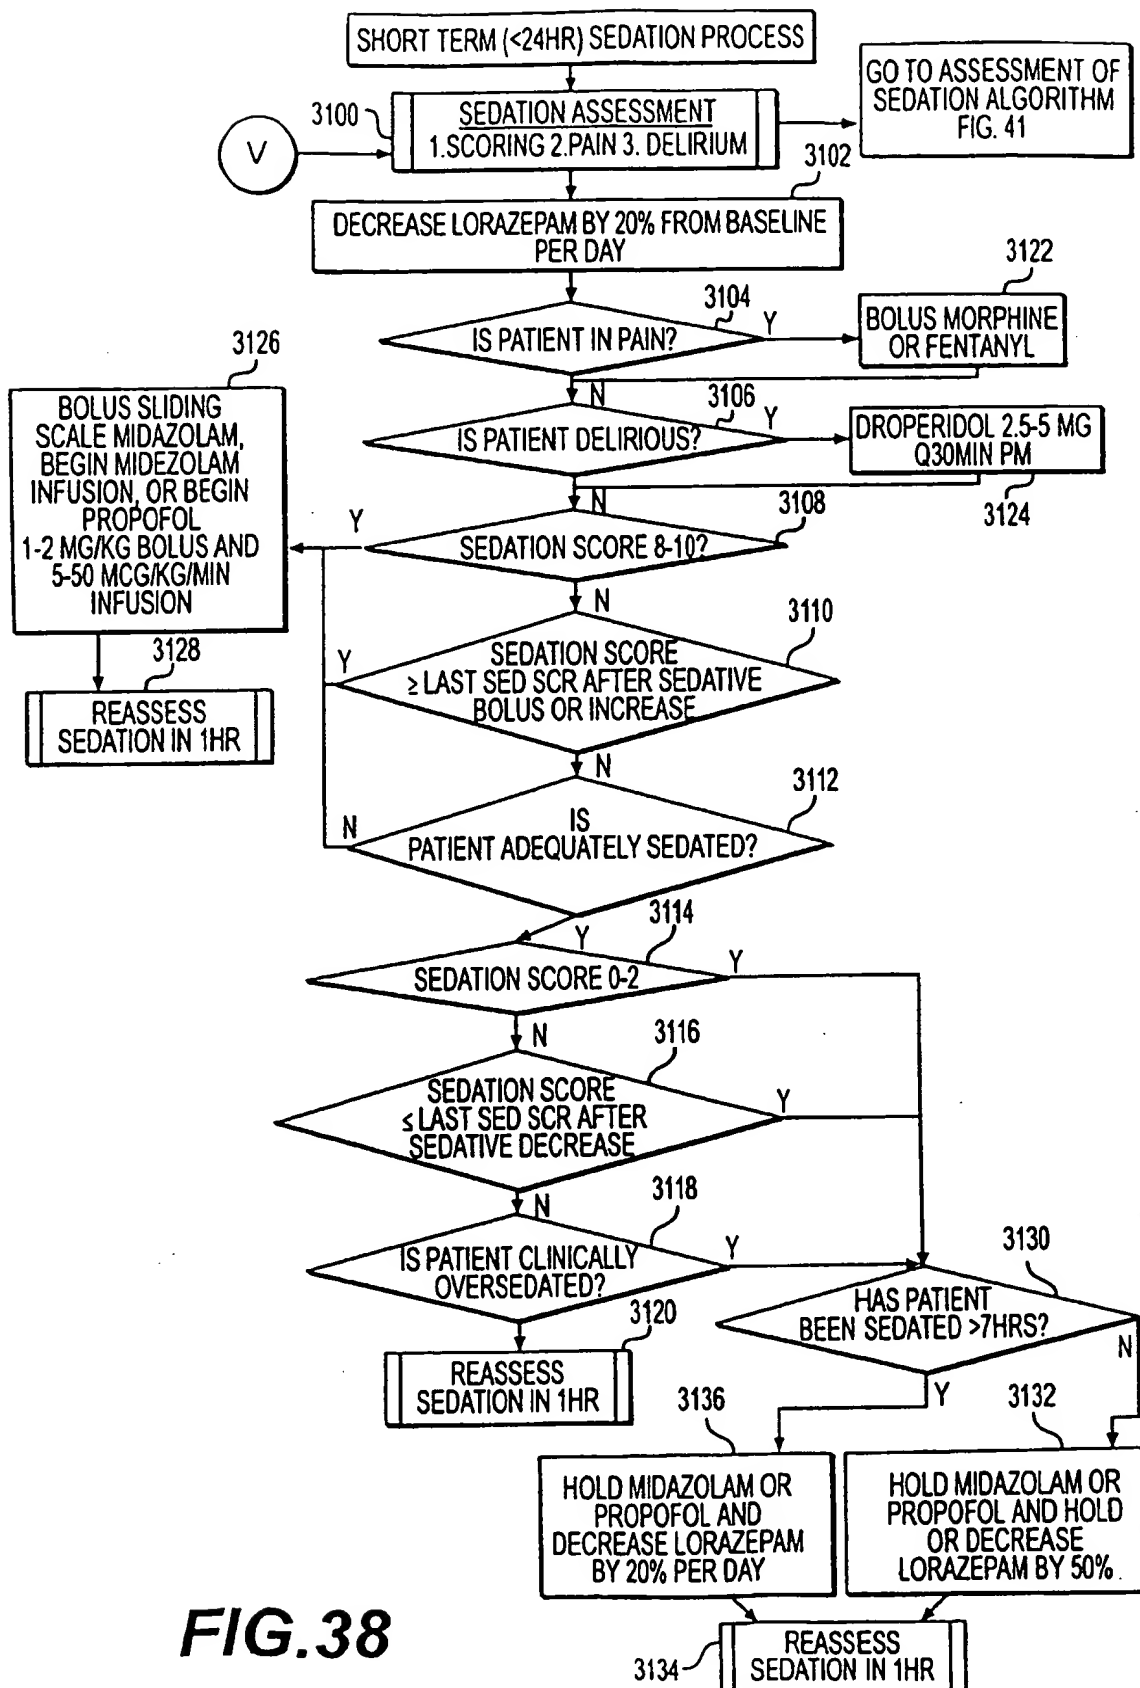 SHORT TERM (<24HR) SEDATION PROCESS
GO TO ASSESSMENT OF
SEDATION ALGORITHM
FIG. 41
3100
SEDATION ASSESSMENT
1.SCORING 2.PAIN 3. DELIRIUM
V
3102
DECREASE LORAZEPAM BY 20% FROM BASELINE
PER DAY
3104
IS PATIENT IN PAIN?
Y
N
3122
BOLUS MORPHINE
OR FENTANYL
3106
IS PATIENT DELIRIOUS?
Y
N
DROPERIDOL 2.5-5 MG
Q30MIN PM
3124
3126
BOLUS SLIDING
SCALE MIDAZOLAM,
BEGIN MIDEZOLAM
INFUSION, OR BEGIN
PROPOFOL
1-2 MG/KG BOLUS AND
5-50 MCG/KG/MIN
INFUSION
3128
REASSESS
SEDATION IN 1HR
3108
SEDATION SCORE 8-10?
Y
N
3110
SEDATION SCORE
≥ LAST SED SCR AFTER SEDATIVE
BOLUS OR INCREASE
Y
N
3112
IS
PATIENT ADEQUATELY SEDATED?
N
Y
3114
SEDATION SCORE 0-2
Y
N
3116
SEDATION SCORE
≤ LAST SED SCR AFTER
SEDATIVE DECREASE
Y
N
3118
IS PATIENT CLINICALLY
OVERSEDATED?
Y
3120
REASSESS
SEDATION IN 1HR
3130
HAS PATIENT
BEEN SEDATED >7HRS?
N
Y
3136
HOLD MIDAZOLAM OR
PROPOFOL AND
DECREASE LORAZEPAM
BY 20% PER DAY
3132
HOLD MIDAZOLAM OR
PROPOFOL AND HOLD
OR DECREASE
LORAZEPAM BY 50%.
3134
REASSESS
SEDATION IN 1HR
FIG.38